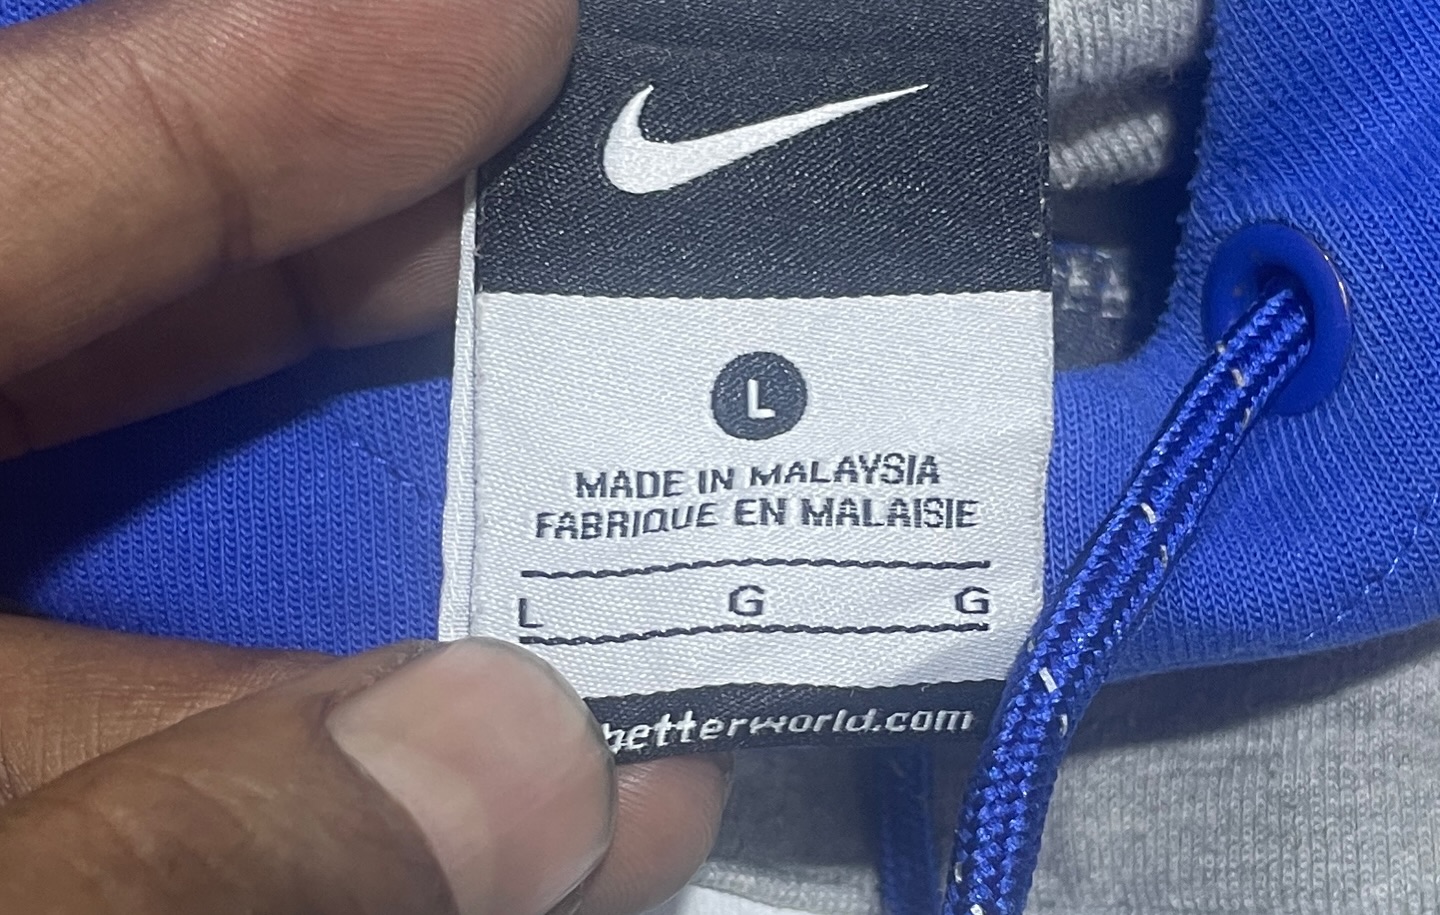 L
MADE IN MALAYSIA
FABRIQUE EN MALAISIE
L G G
betterworld.com